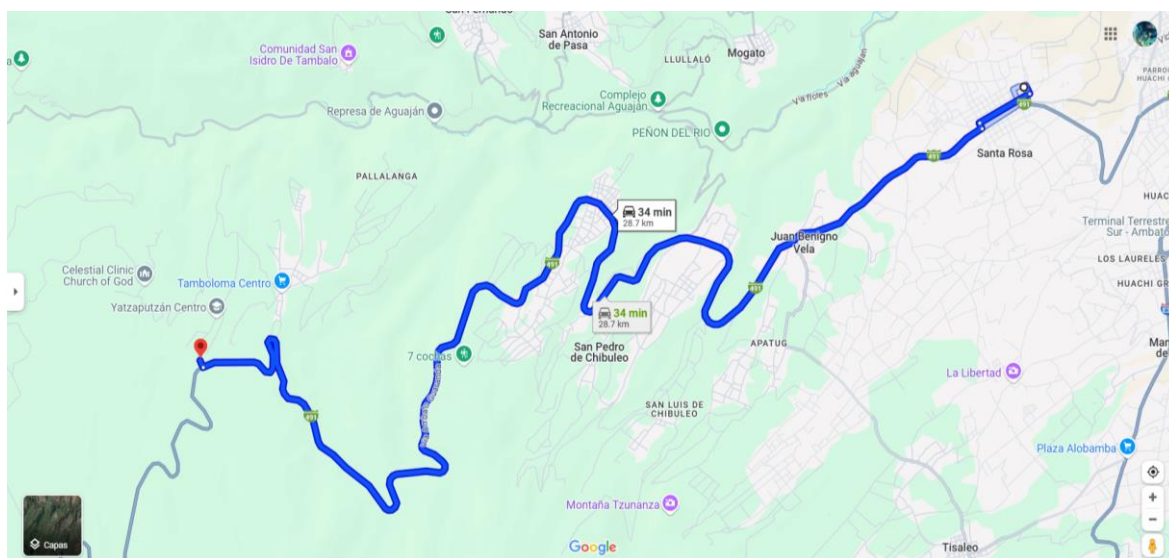 San Antonio
de Pasa
Comunidad San
Isidro De Tambalo
LLULLALÓ
Mogato
Vía aguajan
Complejo
Recreacional Aguaján
Represa de Aguaján
PEÑON DEL RIO
491
Santa Rosa
PALLALANGA
34 min
28.7 km
491
Juan Benigno
Vela
HUAC
Terminal Terrestre
Sur - Ambato
LOS LAURELES
HUACHI GR
Celestial Clinic
Church of God
Tamboloma Centro
491
491
Yatzaputzán Centro
34 min
28.7 km
San Pedro
de Chibuleo
APATUG
7 cochas
La Libertad
491
SAN LUIS DE
CHIBULEO
Plaza Alobamba
Montaña Tzunanza
Capas
Google
Tisaleo